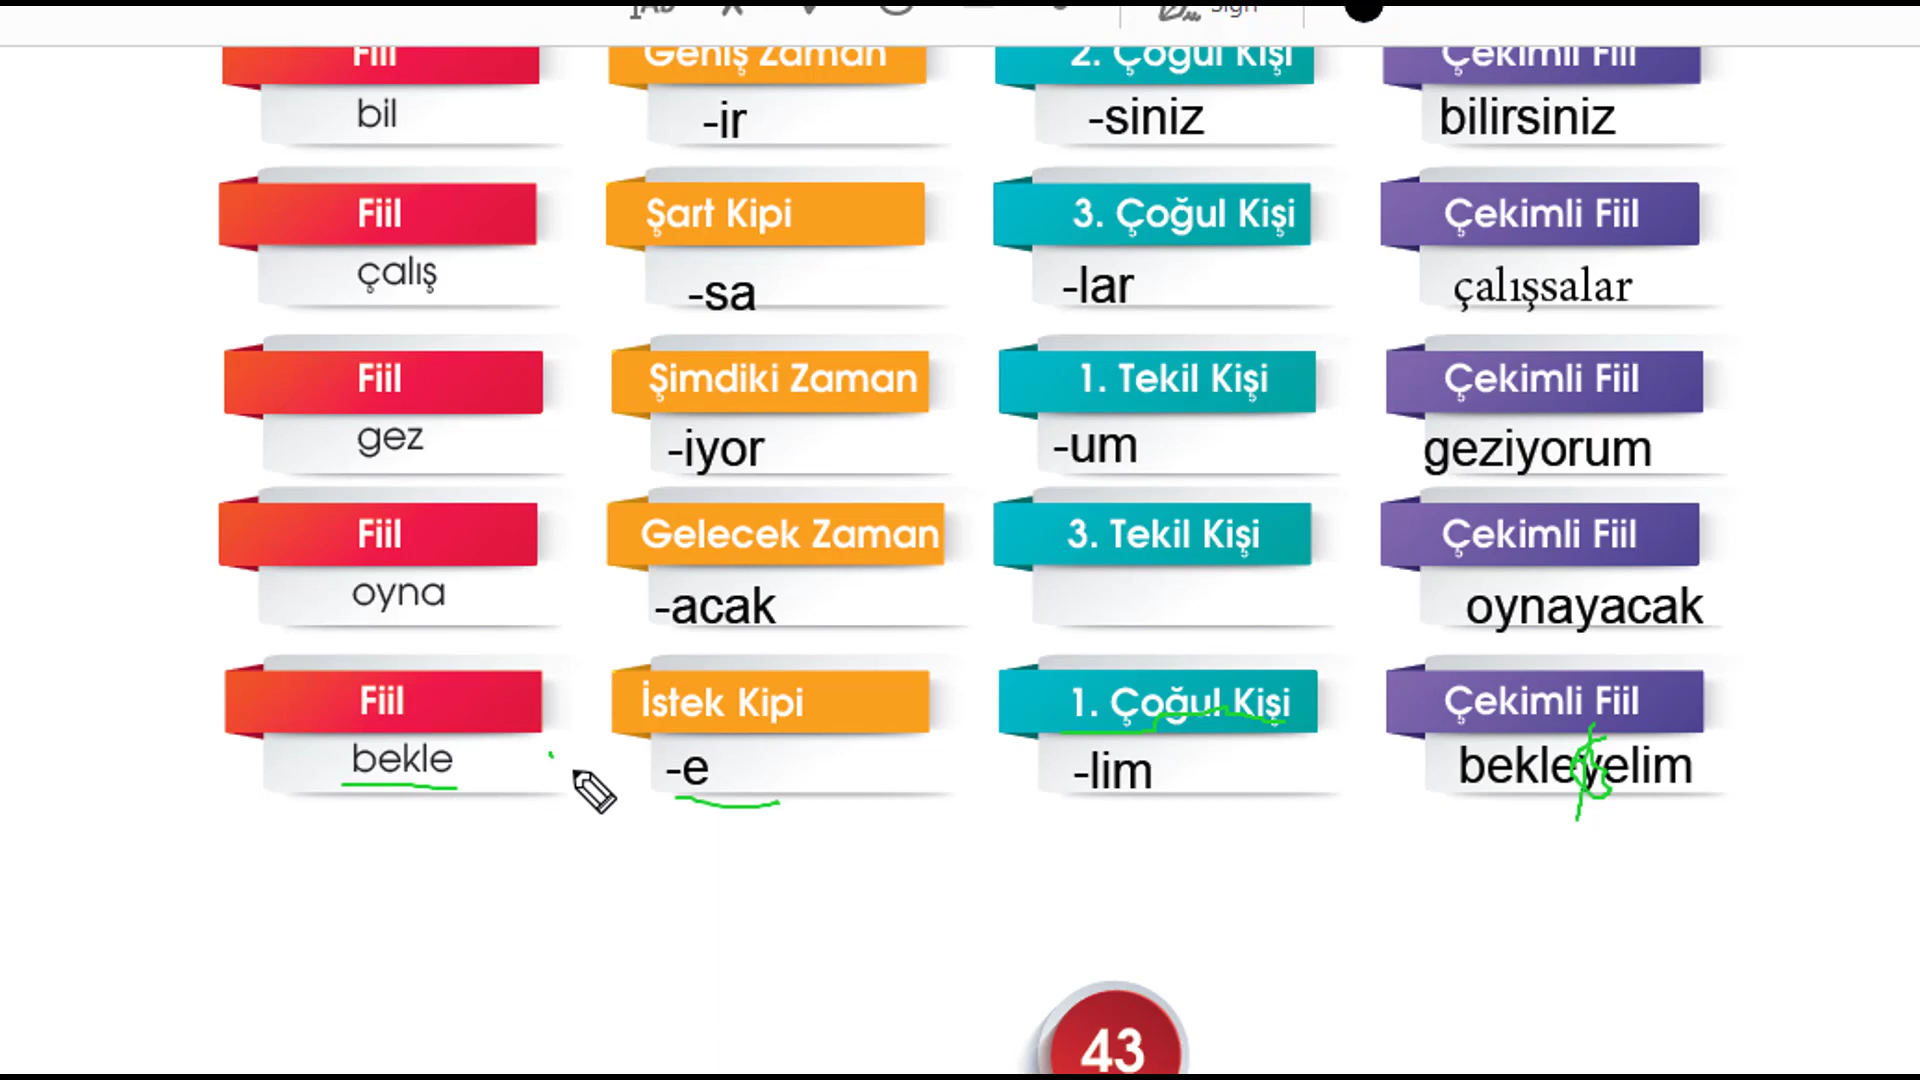 Sign
Fiil Geniş Zaman 2. Çoğul Kişi Çekimli Fiil
bil -ir -siniz bilirsiniz
Fiil Şart Kipi 3. Çoğul Kişi Çekimli Fiil
çalış -sa -lar çalışsalar
Fiil Şimdiki Zaman 1. Tekil Kişi Çekimli Fiil
gez -iyor -um geziyorum
Fiil Gelecek Zaman 3. Tekil Kişi Çekimli Fiil
oyna -acak oynayacak
Fiil İstek Kipi 1. Çoğul Kişi Çekimli Fiil
bekle -e -lim bekleyelim
43